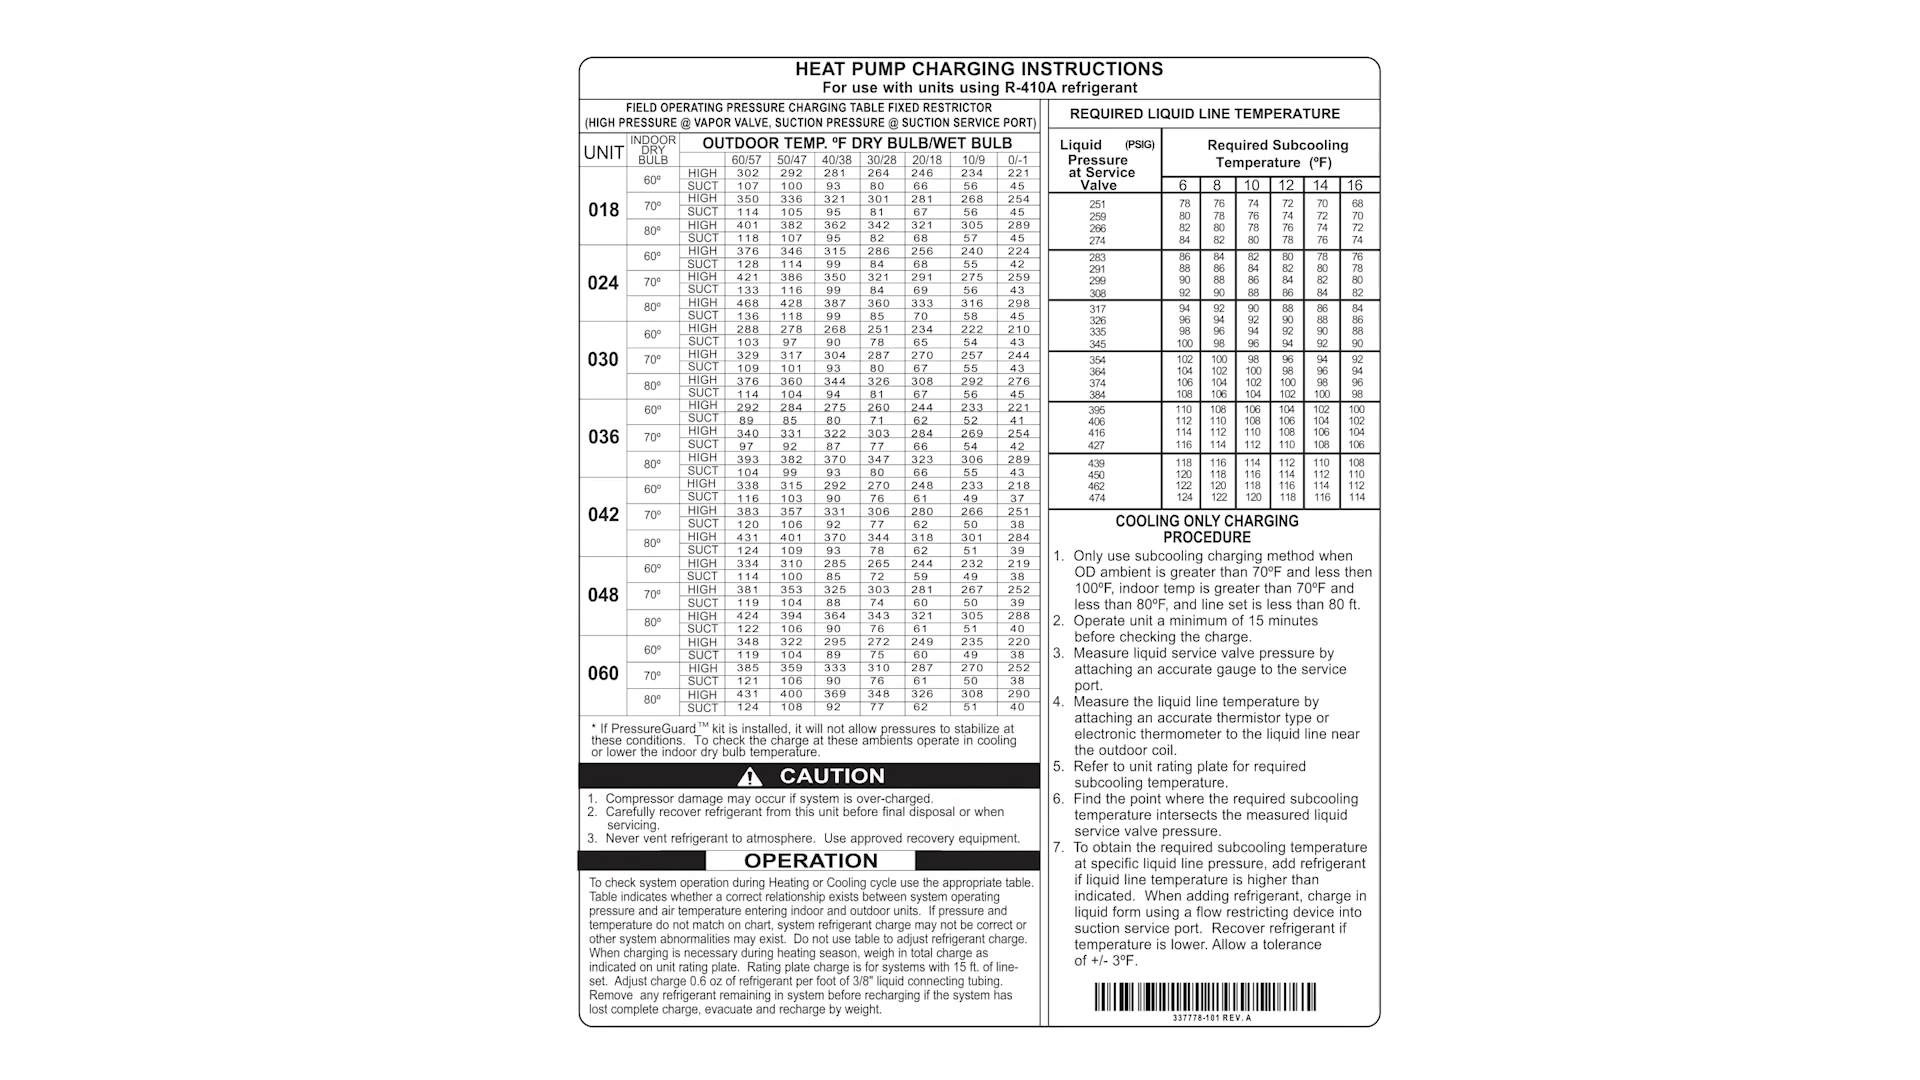 HEAT PUMP CHARGING INSTRUCTIONS
For use with units using R-410A refrigerant
FIELD OPERATING PRESSURE CHARGING TABLE FIXED RESTRICTOR
(HIGH PRESSURE @ VAPOR VALVE, SUCTION PRESSURE @ SUCTION SERVICE PORT)
UNIT INDOOR DRY BULB OUTDOOR TEMP. ºF DRY BULB/WET BULB
60/57 50/47 40/38 30/28 20/18 10/9 0/-1
018
60º HIGH 302 292 281 264 246 234 221
SUCT 107 100 93 80 66 56 45
70º HIGH 350 336 321 301 281 268 254
SUCT 114 105 95 81 67 56 45
80º HIGH 401 382 362 342 321 305 289
SUCT 118 107 95 82 68 57 45
024
60º HIGH 376 346 315 286 256 240 224
SUCT 128 114 99 84 68 55 42
70º HIGH 421 386 350 321 291 275 259
SUCT 133 116 99 84 69 56 43
80º HIGH 468 428 387 360 333 316 298
SUCT 136 118 99 85 70 58 45
030
60º HIGH 288 278 268 251 234 222 210
SUCT 103 97 90 78 65 54 43
70º HIGH 329 317 304 287 270 257 244
SUCT 109 101 93 80 67 55 43
80º HIGH 376 360 344 326 308 292 276
SUCT 114 104 94 81 67 56 45
036
60º HIGH 292 284 275 260 244 233 221
SUCT 89 85 80 71 62 52 41
70º HIGH 340 331 322 303 284 269 254
SUCT 97 92 87 77 66 54 42
80º HIGH 393 382 370 347 323 306 289
SUCT 104 99 93 80 66 55 43
042
60º HIGH 338 315 292 270 248 233 218
SUCT 116 103 90 76 61 49 37
70º HIGH 383 357 331 306 280 266 251
SUCT 120 106 92 77 62 50 38
80º HIGH 431 401 370 344 318 301 284
SUCT 124 109 93 78 62 51 39
048
60º HIGH 334 310 285 265 244 232 219
SUCT 114 100 85 72 59 49 38
70º HIGH 381 353 325 303 281 267 252
SUCT 119 104 88 74 60 50 39
80º HIGH 424 394 364 343 321 305 288
SUCT 122 106 90 76 61 51 40
060
60º HIGH 348 322 295 272 249 235 220
SUCT 119 104 89 75 60 49 38
70º HIGH 385 359 333 310 287 270 252
SUCT 121 106 90 76 61 50 38
80º HIGH 431 400 369 348 326 308 290
SUCT 124 108 92 77 62 51 40
* If PressureGuard™ kit is installed, it will not allow pressures to stabilize at
these conditions. To check the charge at these ambients operate in cooling
or lower the indoor dry bulb temperature.
CAUTION
1. Compressor damage may occur if system is over-charged.
2. Carefully recover refrigerant from this unit before final disposal or when
servicing.
3. Never vent refrigerant to atmosphere. Use approved recovery equipment.
OPERATION
To check system operation during Heating or Cooling cycle use the appropriate table.
Table indicates whether a correct relationship exists between system operating
pressure and air temperature entering indoor and outdoor units. If pressure and
temperature do not match on chart, system refrigerant charge may not be correct or
other system abnormalities may exist. Do not use table to adjust refrigerant charge.
When charging is necessary during heating season, weigh in total charge as
indicated on unit rating plate. Rating plate charge is for systems with 15 ft. of line-
set. Adjust charge 0.6 oz of refrigerant per foot of 3/8" liquid connecting tubing.
Remove any refrigerant remaining in system before recharging if the system has
lost complete charge, evacuate and recharge by weight.
REQUIRED LIQUID LINE TEMPERATURE
Liquid (PSIG)
Pressure
at Service
Valve
Required Subcooling
Temperature (ºF)
6 8 10 12 14 16
251 78 76 74 72 70 68
259 80 78 76 74 72 70
266 82 80 78 76 74 72
274 84 82 80 78 76 74
283 86 84 82 80 78 76
291 88 86 84 82 80 78
299 90 88 86 84 82 80
308 92 90 88 86 84 82
317 94 92 90 88 86 84
326 96 94 92 90 88 86
335 98 96 94 92 90 88
345 100 98 96 94 92 90
354 102 100 98 96 94 92
364 104 102 100 98 96 94
374 106 104 102 100 98 96
384 108 106 104 102 100 98
395 110 108 106 104 102 100
406 112 110 108 106 104 102
416 114 112 110 108 106 104
427 116 114 112 110 108 106
439 118 116 114 112 110 108
450 120 118 116 114 112 110
462 122 120 118 116 114 112
474 124 122 120 118 116 114
COOLING ONLY CHARGING
PROCEDURE
1. Only use subcooling charging method when
OD ambient is greater than 70ºF and less then
100ºF, indoor temp is greater than 70ºF and
less than 80ºF, and line set is less than 80 ft.
2. Operate unit a minimum of 15 minutes
before checking the charge.
3. Measure liquid service valve pressure by
attaching an accurate gauge to the service
port.
4. Measure the liquid line temperature by
attaching an accurate thermistor type or
electronic thermometer to the liquid line near
the outdoor coil.
5. Refer to unit rating plate for required
subcooling temperature.
6. Find the point where the required subcooling
temperature intersects the measured liquid
service valve pressure.
7. To obtain the required subcooling temperature
at specific liquid line pressure, add refrigerant
if liquid line temperature is higher than
indicated. When adding refrigerant, charge in
liquid form using a flow restricting device into
suction service port. Recover refrigerant if
temperature is lower. Allow a tolerance
of +/- 3ºF.
337778-101 REV. A